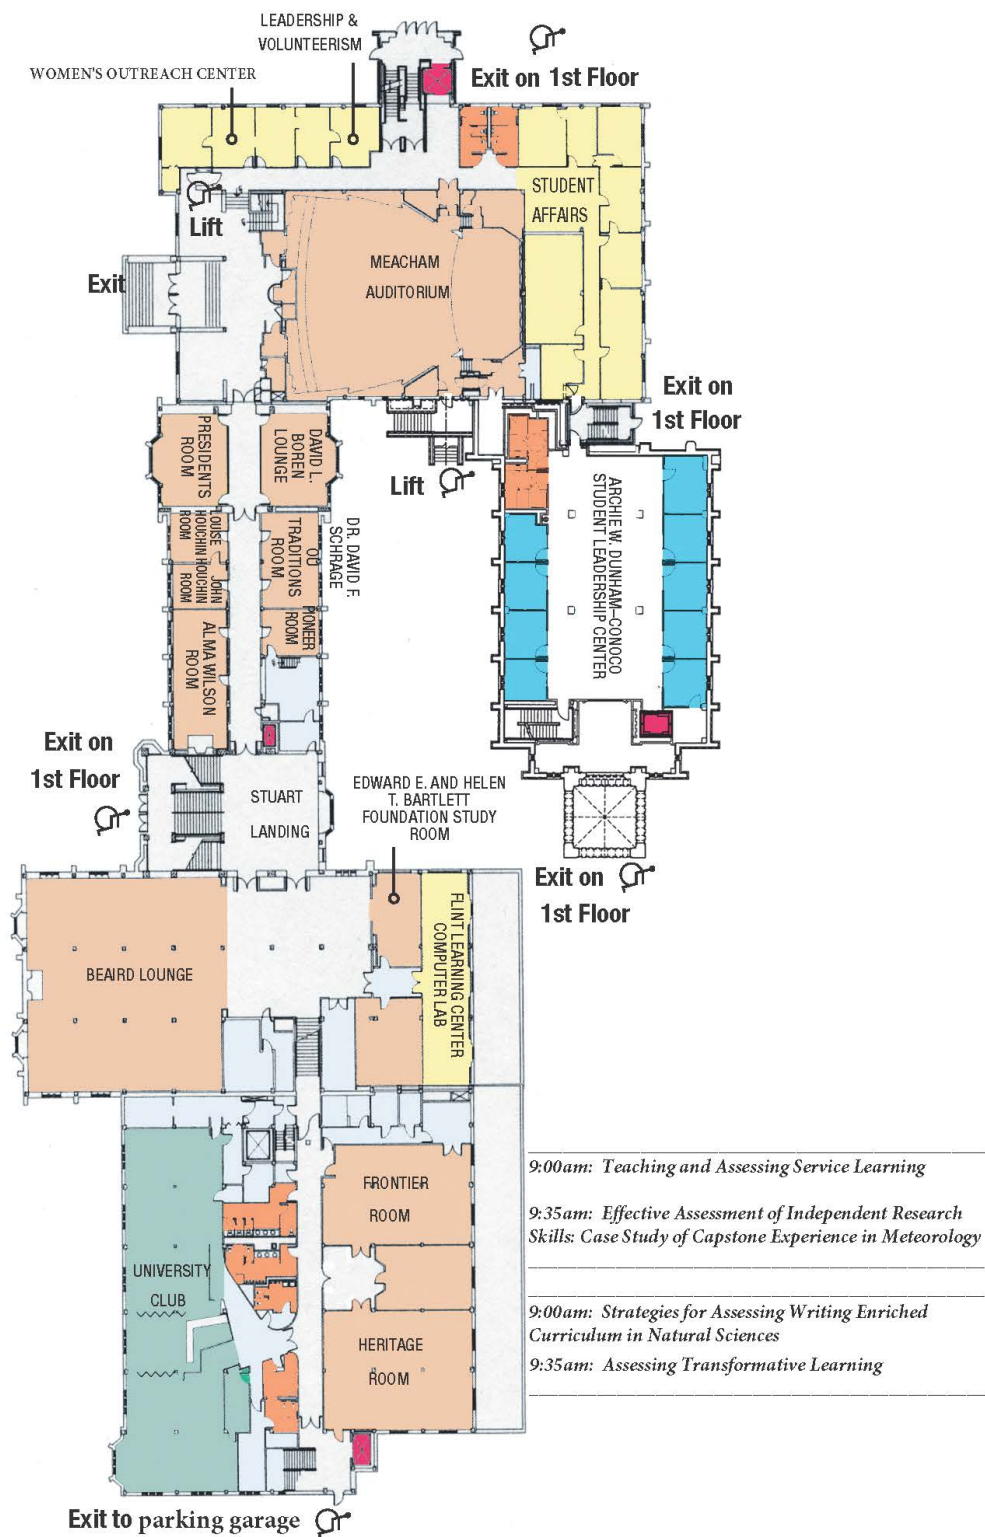 LEADERSHIP &
VOLUNTEERISM
WOMEN'S OUTREACH CENTER
Exit on 1st Floor
STUDENT
AFFAIRS
Lift
MEACHAM
AUDITORIUM
Exit
Exit on
1st Floor
PRESIDENTS
ROOM
DAVID L.
BOREN
LOUNGE
Lift
LOUISE
HOUCHIN
ROOM
OU
TRADITIONS
ROOM
DR. DAVID F.
SCHRAGE
JOHN
HOUCHIN
ROOM
PIONEER
ROOM
ALMA WILSON
ROOM
ARCHIE W. DUNHAM–CONOCO
STUDENT LEADERSHIP CENTER
Exit on
1st Floor
STUART
LANDING
EDWARD E. AND HELEN
T. BARTLETT
FOUNDATION STUDY
ROOM
Exit on
1st Floor
BEAIRD LOUNGE
FLINT LEARNING CENTER
COMPUTER LAB
FRONTIER
ROOM
9:00am: Teaching and Assessing Service Learning
9:35am: Effective Assessment of Independent Research
Skills: Case Study of Capstone Experience in Meteorology
UNIVERSITY
CLUB
HERITAGE
ROOM
9:00am: Strategies for Assessing Writing Enriched
Curriculum in Natural Sciences
9:35am: Assessing Transformative Learning
Exit to parking garage